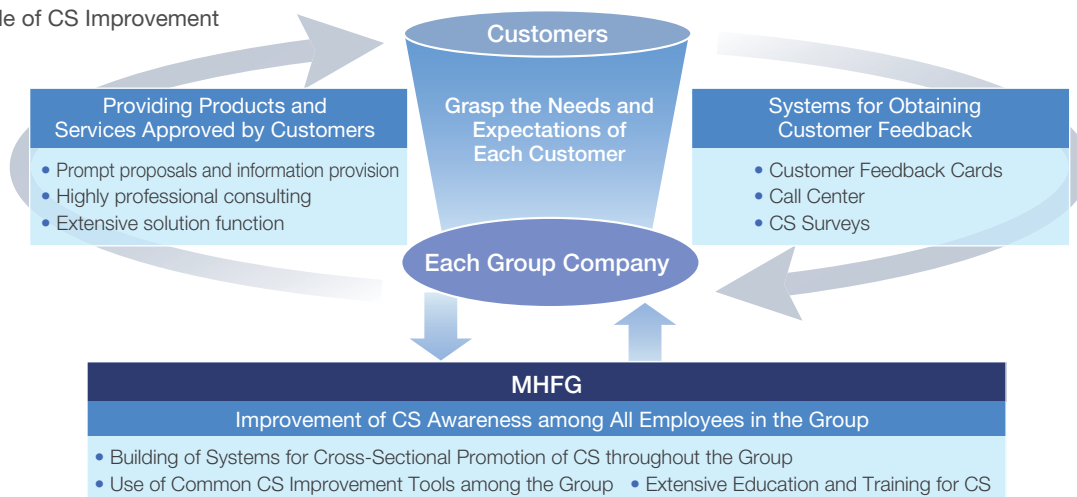 of CS Improvement
Customers
Providing Products and
Services Approved by Customers
• Prompt proposals and information provision
• Highly professional consulting
• Extensive solution function
Grasp the Needs and
Expectations of
Each Customer
Systems for Obtaining
Customer Feedback
• Customer Feedback Cards
• Call Center
• CS Surveys
Each Group Company
MHFG
Improvement of CS Awareness among All Employees in the Group
• Building of Systems for Cross-Sectional Promotion of CS throughout the Group
• Use of Common CS Improvement Tools among the Group • Extensive Education and Training for CS